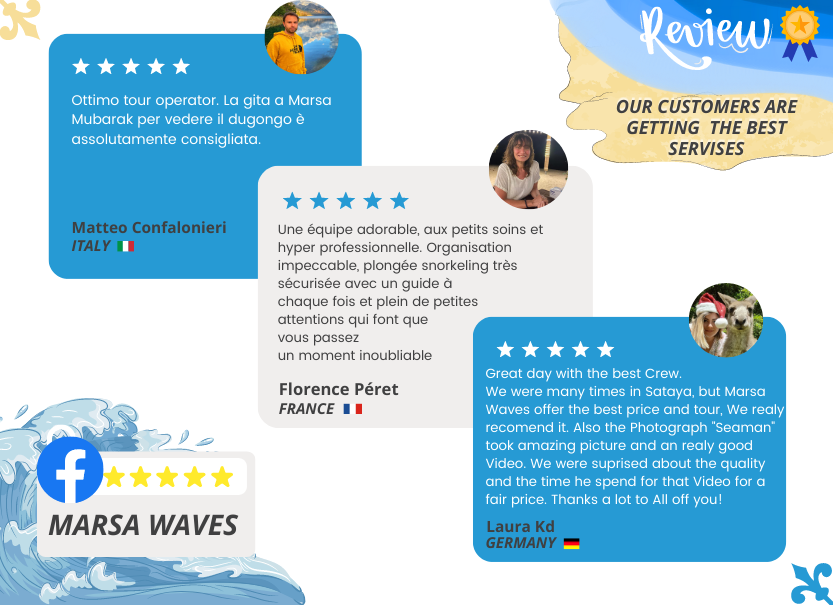 Review
OUR CUSTOMERS ARE
GETTING THE BEST
SERVISES
Ottimo tour operator. La gita a Marsa
Mubarak per vedere il dugongo è
assolutamente consigliata.
Matteo Confalonieri
ITALY
Une équipe adorable, aux petits soins et
hyper professionnelle. Organisation
impeccable, plongée snorkeling très
sécurisée avec un guide à
chaque fois et plein de petites
attentions qui font que
vous passez
un moment inoubliable
Florence Péret
FRANCE
Great day with the best Crew.
We were many times in Sataya, but Marsa
Waves offer the best price and tour, We realy
recomend it. Also the Photograph "Seaman"
took amazing picture and an realy good
Video. We were suprised about the quality
and the time he spend for that Video for a
fair price. Thanks a lot to All off you!
Laura Kd
GERMANY
MARSA WAVES